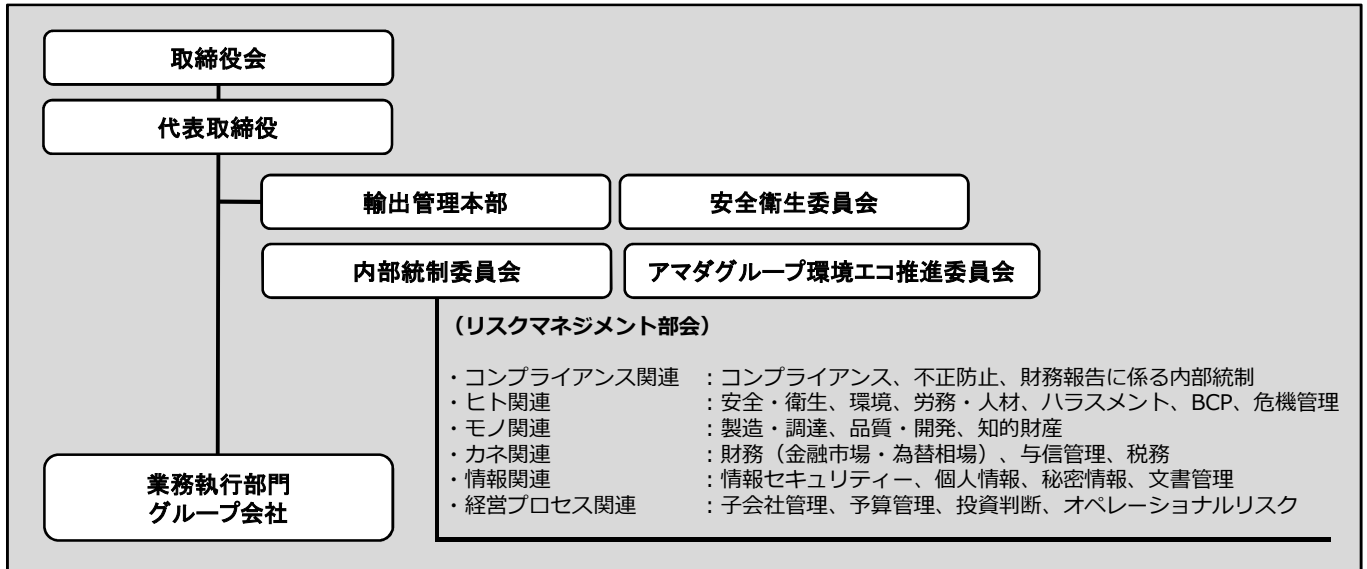 取締役会
代表取締役
輸出管理本部
安全衛生委員会
内部統制委員会
アマダグループ環境エコ推進委員会
（リスクマネジメント部会）
・コンプライアンス関連 ：コンプライアンス、不正防止、財務報告に係る内部統制
・ヒト関連 ：安全・衛生、環境、労務・人材、ハラスメント、BCP、危機管理
・モノ関連 ：製造・調達、品質・開発、知的財産
・カネ関連 ：財務（金融市場・為替相場）、与信管理、税務
・情報関連 ：情報セキュリティー、個人情報、秘密情報、文書管理
・経営プロセス関連 ：子会社管理、予算管理、投資判断、オペレーショナルリスク
業務執行部門
グループ会社